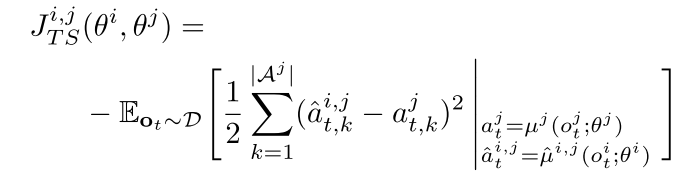 J_{TS}^{i,j}(\theta^i, \theta^j) =
- \mathbb{E}_{\mathbf{o}_t \sim \mathcal{D}} \left[ \frac{1}{2} \sum_{k=1}^{|\mathcal{A}^j|} (\hat{a}_{t,k}^{i,j} - a_{t,k}^j)^2 \Big|_{\substack{a_t^j = \mu^j(o_t^j; \theta^j) \\ \hat{a}_t^{i,j} = \hat{\mu}^{i,j}(o_t^i; \theta^i)}} \right]